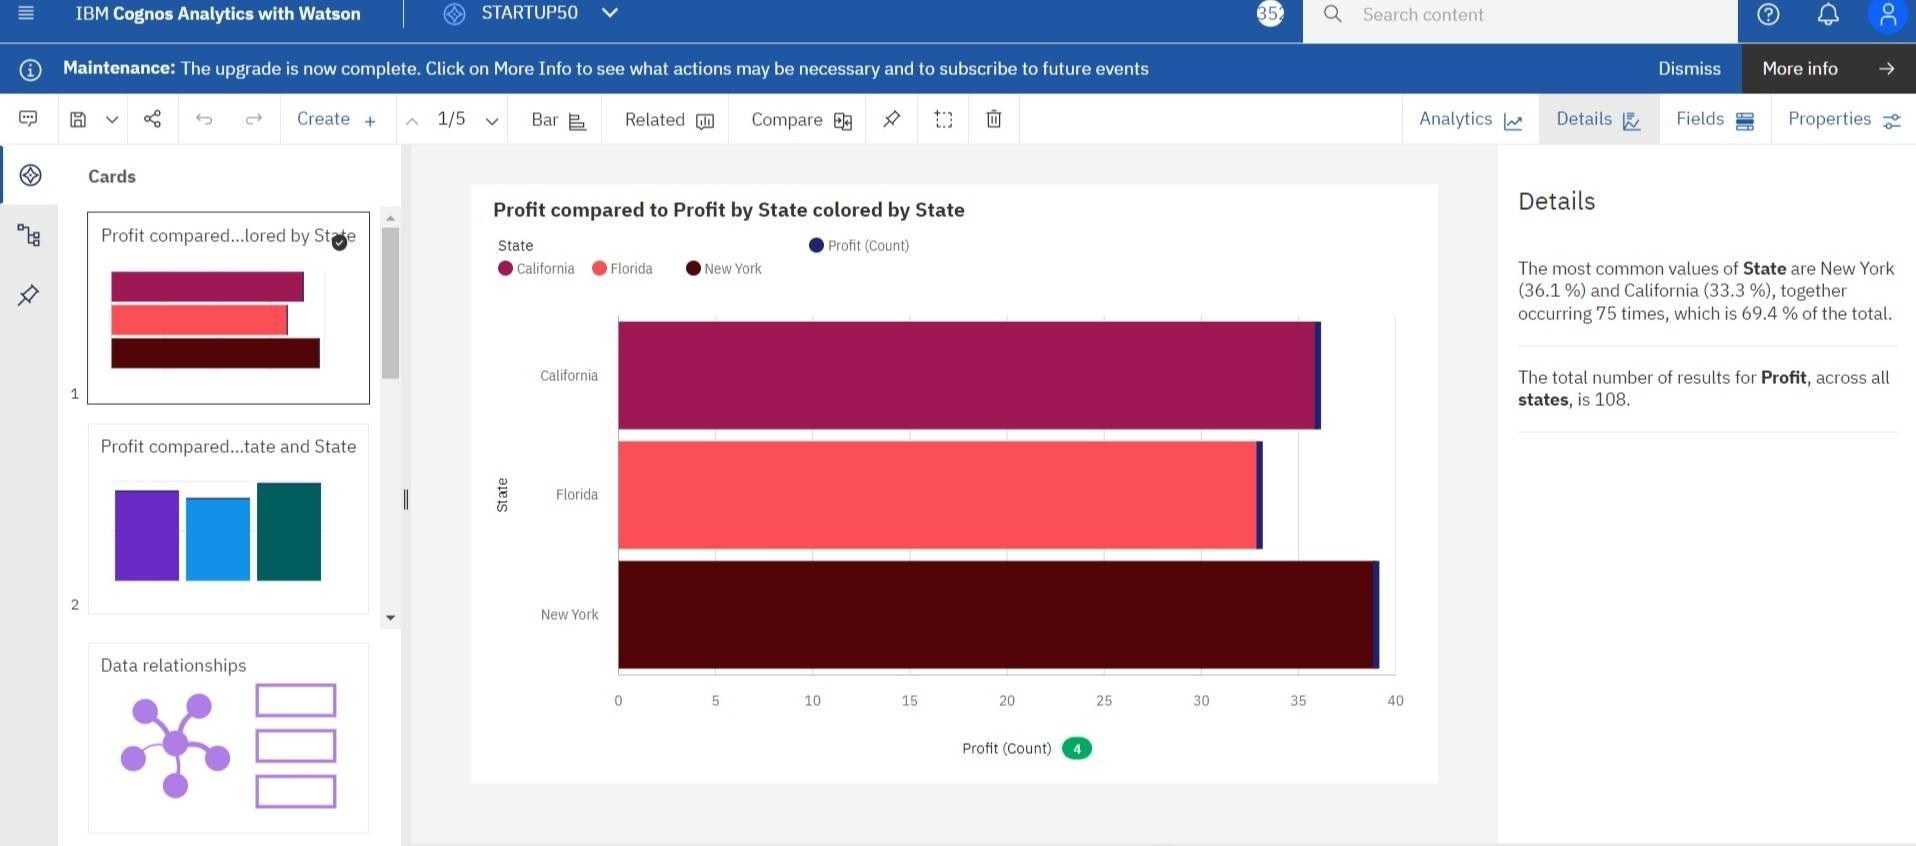 IBM Cognos Analytics with Watson
STARTUP50
Search content
Maintenance: The upgrade is now complete. Click on More Info to see what actions may be necessary and to subscribe to future events
Dismiss
More info
Create
1/5
Bar
Related
Compare
Analytics
Details
Fields
Properties
Cards
Profit compared...lored by State
1
Profit compared...tate and State
2
Data relationships
Profit compared to Profit by State colored by State
State
California
Florida
New York
Profit (Count)
State
California
Florida
New York
0 5 10 15 20 25 30 35 40
Profit (Count) 4
Details
The most common values of State are New York
(36.1 %) and California (33.3 %), together
occurring 75 times, which is 69.4 % of the total.
The total number of results for Profit, across all
states, is 108.